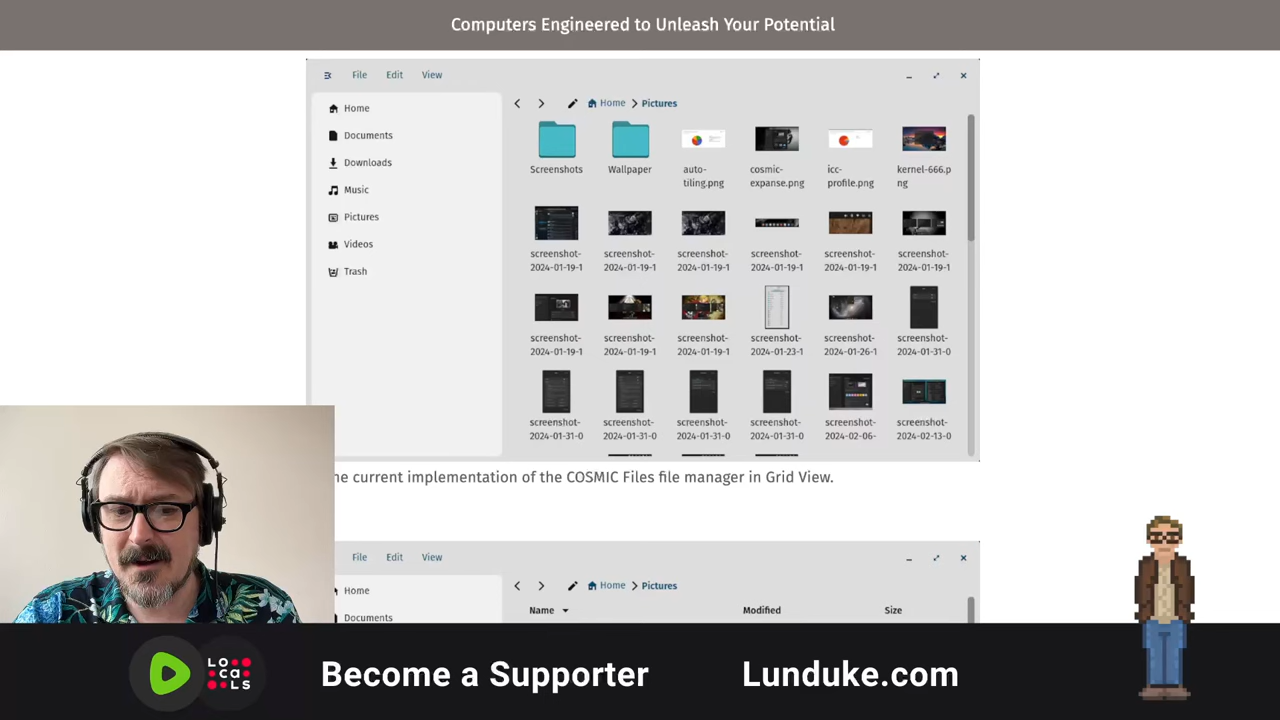 Computers Engineered to Unleash Your Potential
File Edit View
Home
Documents
Downloads
Music
Pictures
Videos
Trash
Home > Pictures
Screenshots Wallpaper auto- cosmic- icc- kernel-666.p
tiling.png expanse.png profile.png ng
screenshot- screenshot- screenshot- screenshot- screenshot- screenshot-
2024-01-19-1 2024-01-19-1 2024-01-19-1 2024-01-19-1 2024-01-19-1 2024-01-19-1
screenshot- screenshot- screenshot- screenshot- screenshot- screenshot-
2024-01-19-1 2024-01-19-1 2024-01-19-1 2024-01-23-1 2024-01-26-1 2024-01-31-0
screenshot- screenshot- screenshot- screenshot- screenshot- screenshot-
2024-01-31-0 2024-01-31-0 2024-01-31-0 2024-01-31-0 2024-02-06- 2024-02-13-0
he current implementation of the COSMIC Files file manager in Grid View.
File Edit View
Home
Documents
Home > Pictures
Name Modified Size
LO
ca
LS
Become a Supporter
Lunduke.com